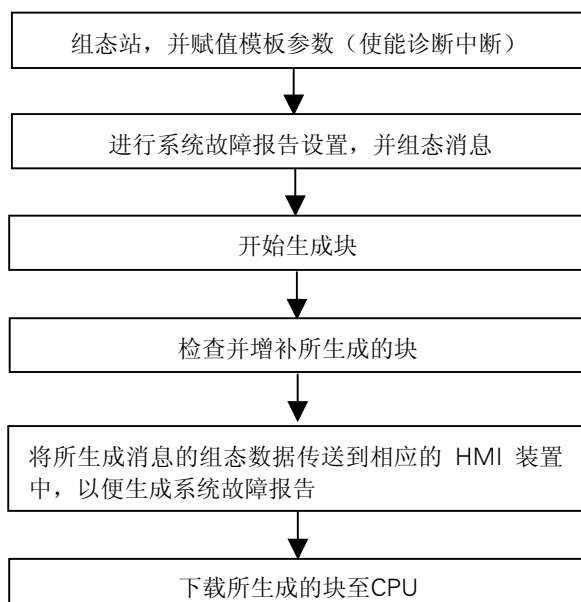 组态站，并赋值模板参数（使能诊断中断）
进行系统故障报告设置，并组态消息
开始生成块
检查并增补所生成的块
将所生成消息的组态数据传送到相应的 HMI 装置
中，以便生成系统故障报告
下载所生成的块至CPU